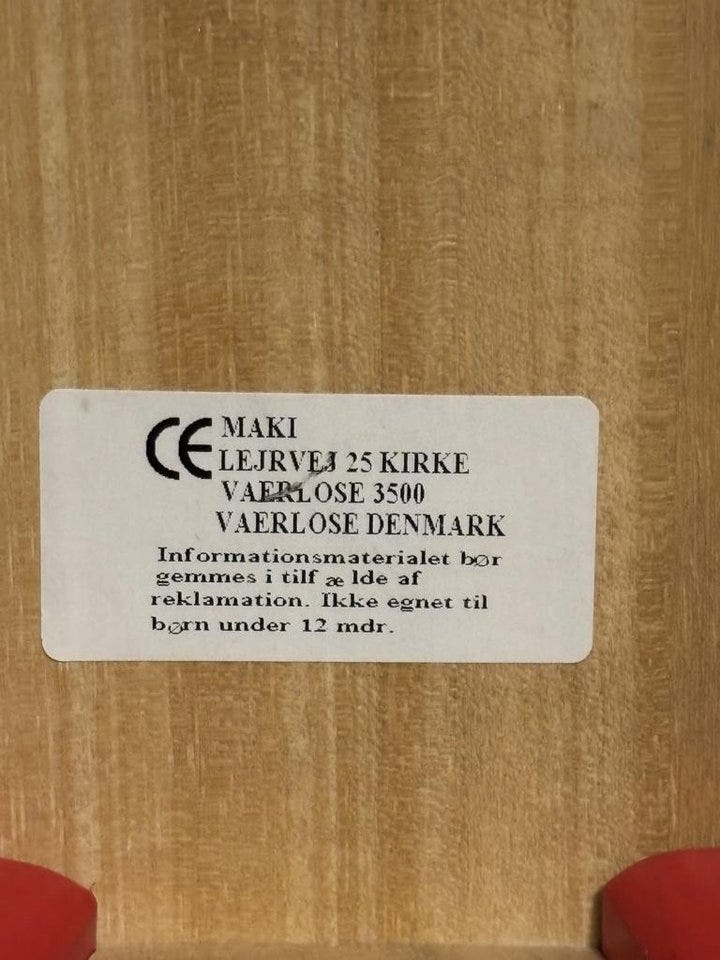 CE MAKI
LEJRVEJ 25 KIRKE
VAERLOSE 3500
VAERLOSE DENMARK
Informationsmaterialet bør
gemmes i tilf æ lde af
reklamation. Ikke egnet til
børn under 12 mdr.